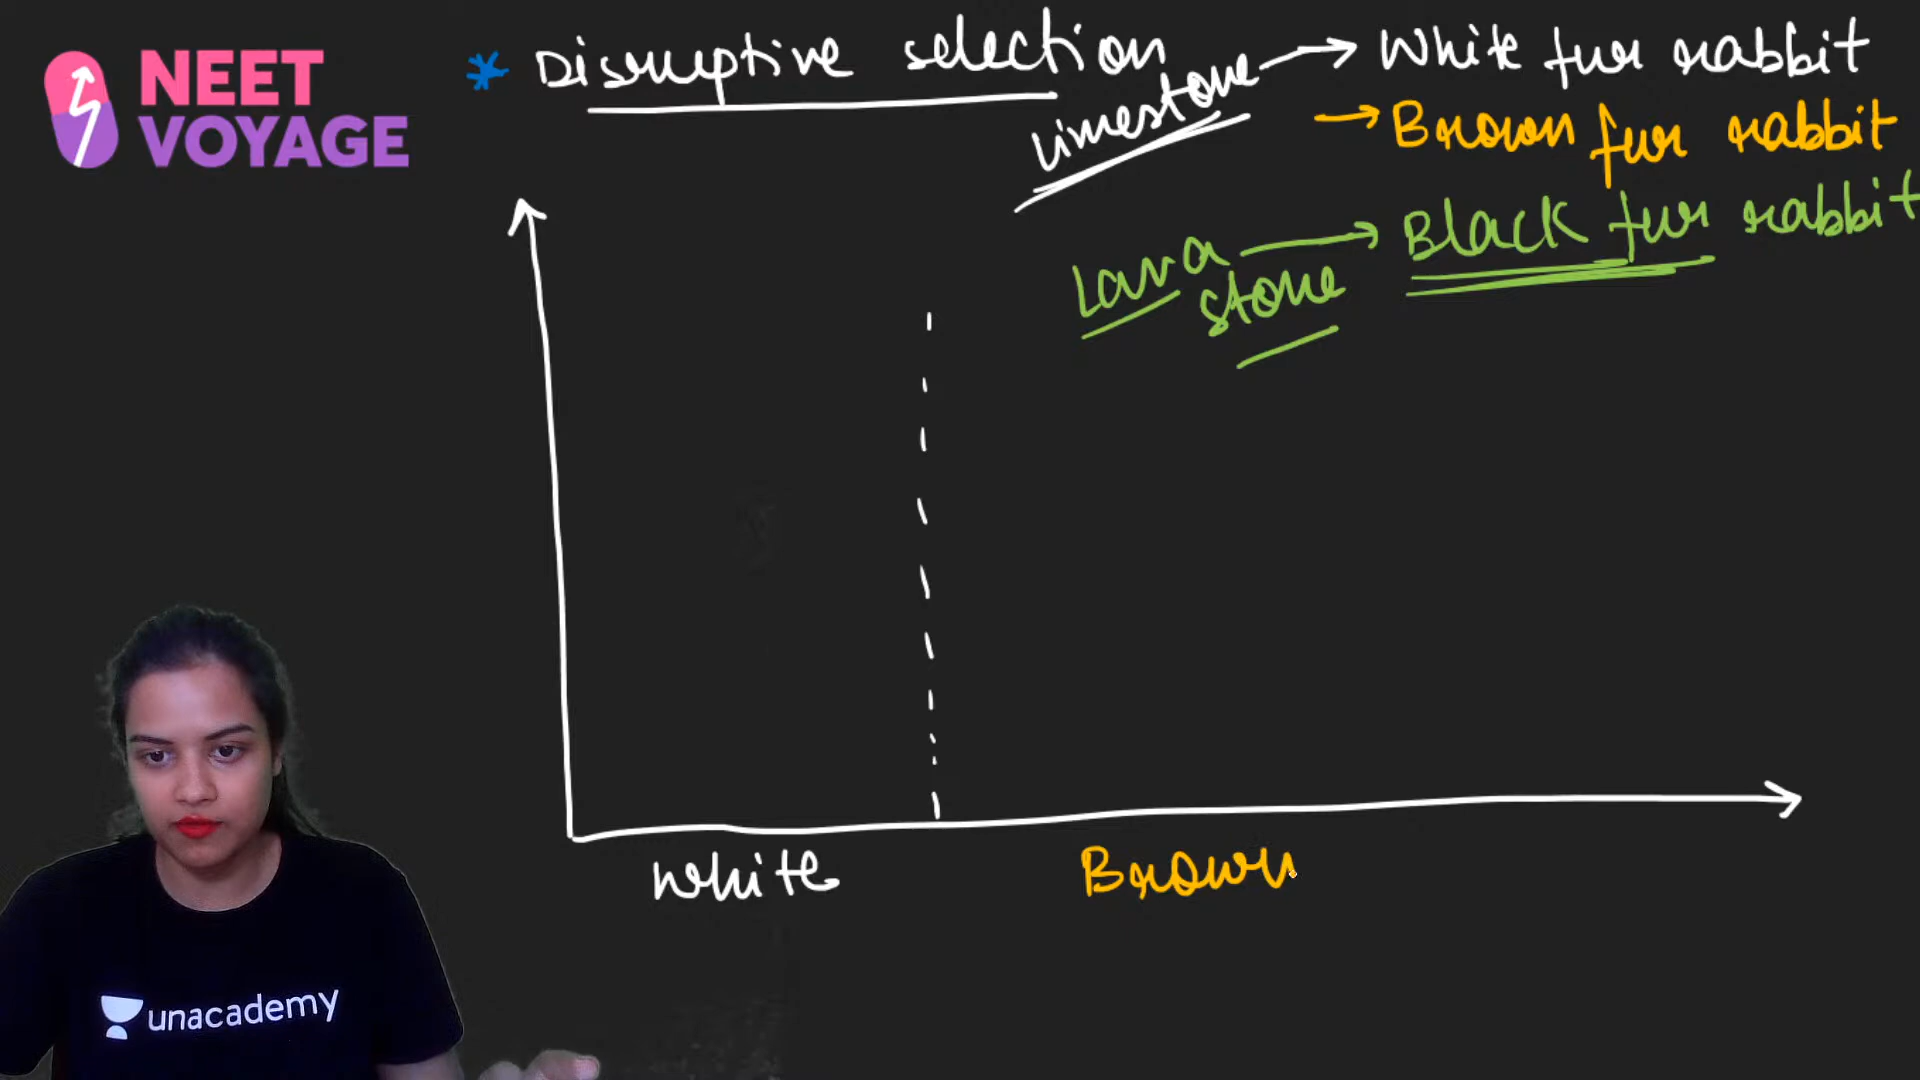 NEET
VOYAGE
* Disruptive selection
Limestone → White fur rabbit
→ Brown fur rabbit
Lava stone → Black fur rabbit
White
Brown
unacademy